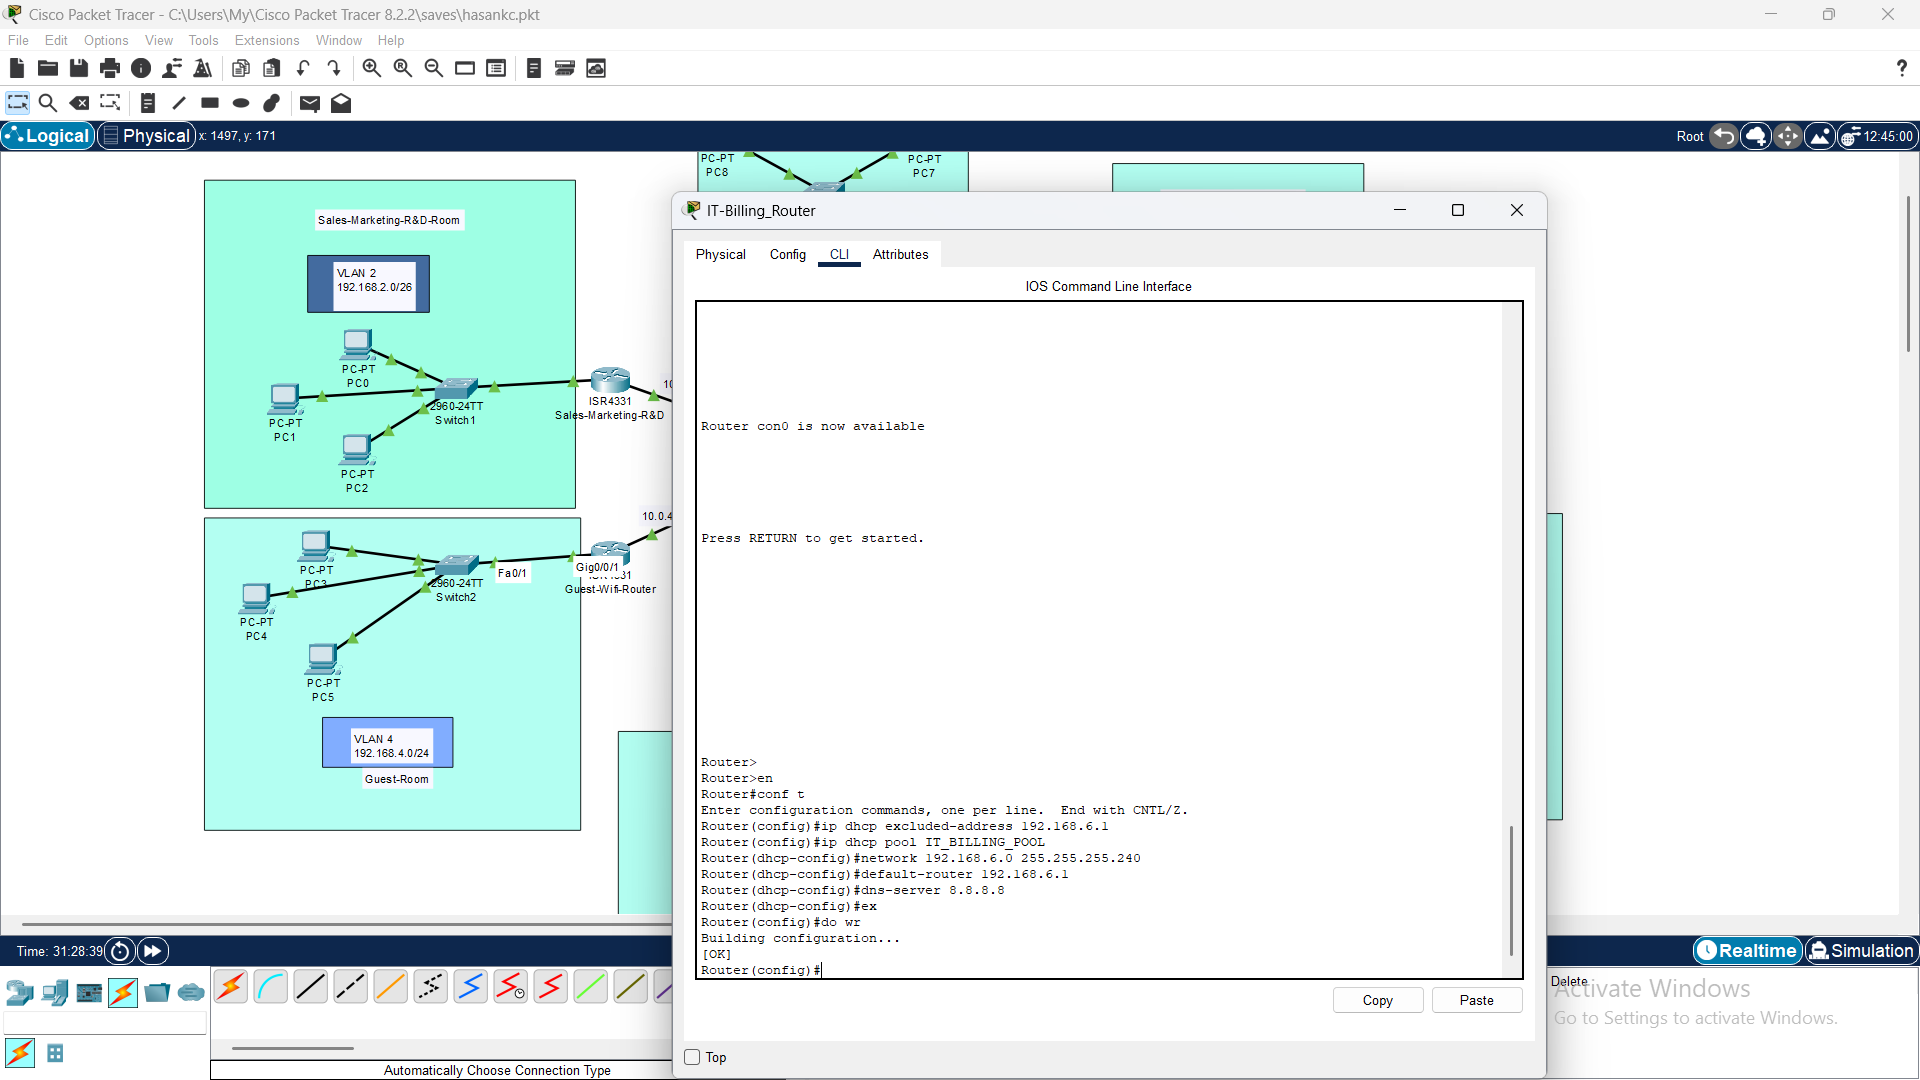 Cisco Packet Tracer - C:\Users\My\Cisco Packet Tracer 8.2.2\saves\hasankc.pkt
File Edit Options View Tools Extensions Window Help
?
Logical Physical x: 1497, y: 171
Root 12:45:00
PC-PT
PC8
PC-PT
PC7
Sales-Marketing-R&D-Room
VLAN 2
192.168.2.0/26
PC-PT
PC0
PC-PT
PC1
PC-PT
PC2
2960-24TT
Switch1
ISR4331
Sales-Marketing-R&D
10
10.0.4
PC-PT
PC3
PC-PT
PC4
PC-PT
PC5
2960-24TT
Switch2
Fa0/1
Gig0/0/1
ISR4331
Guest-Wifi-Router
VLAN 4
192.168.4.0/24
Guest-Room
IT-Billing_Router
Physical Config CLI Attributes
IOS Command Line Interface
Router con0 is now available
Press RETURN to get started.
Router>
Router>en
Router#conf t
Enter configuration commands, one per line.  End with CNTL/Z.
Router(config)#ip dhcp excluded-address 192.168.6.1
Router(config)#ip dhcp pool IT_BILLING_POOL
Router(dhcp-config)#network 192.168.6.0 255.255.255.240
Router(dhcp-config)#default-router 192.168.6.1
Router(dhcp-config)#dns-server 8.8.8.8
Router(dhcp-config)#ex
Router(config)#do wr
Building configuration...
[OK]
Router(config)#
Copy Paste
Top
Time: 31:28:39
Realtime Simulation
Automatically Choose Connection Type
Delete
Activate Windows
Go to Settings to activate Windows.